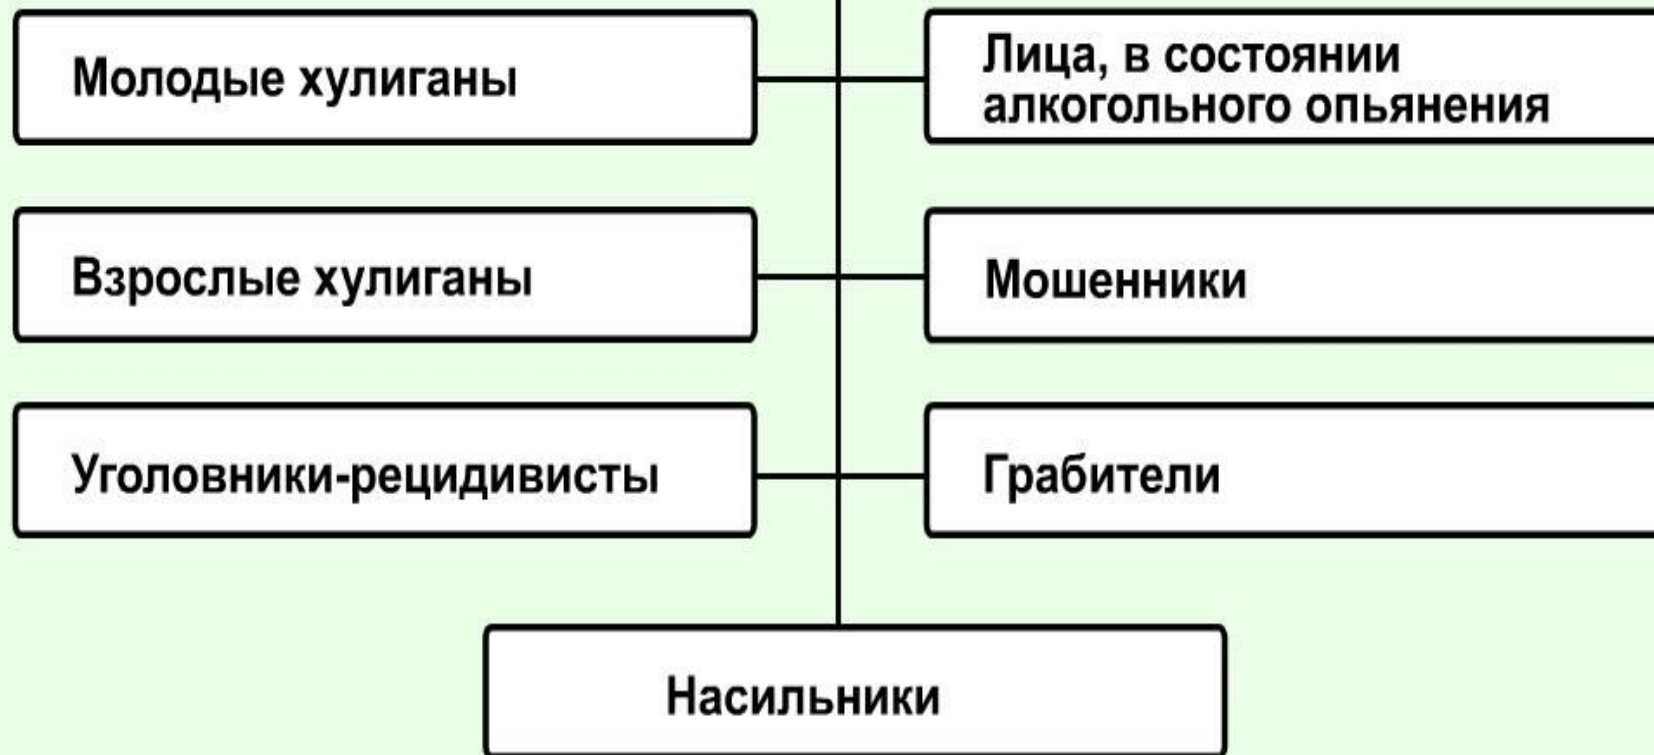 Молодые хулиганы
Лица, в состоянии
алкогольного опьянения
Взрослые хулиганы
Мошенники
Уголовники-рецидивисты
Грабители
Насильники